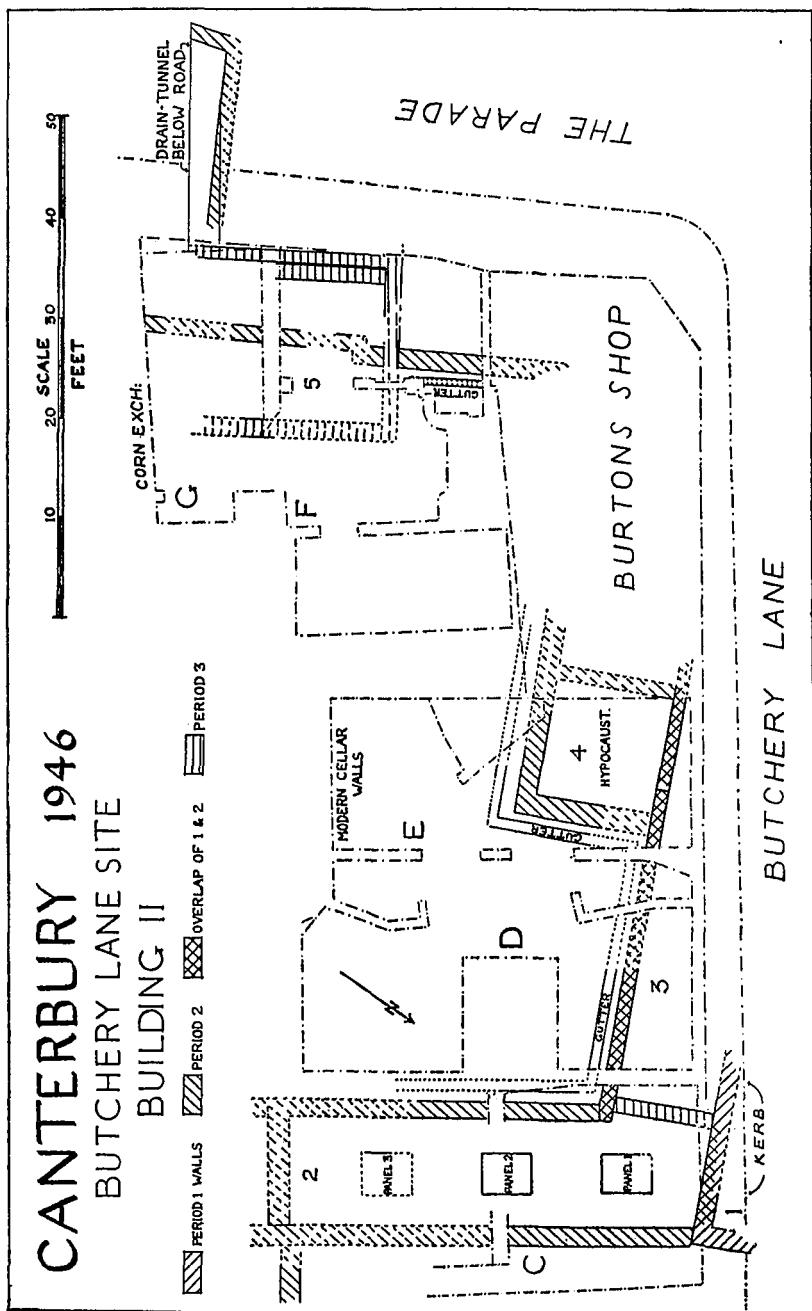 CANTERBURY 1946
BUTCHERY LANE SITE
BUILDING II
PERIOD 1 WALLS
PERIOD 2
OVERLAP OF 1 & 2
PERIOD 3
SCALE
FEET
10
20
30
40
50
CORN EXCH:
DRAIN-TUNNEL
BELOW ROAD
THE PARADE
G
F
5
GUTTER
BURTONS SHOP
MODERN CELLAR
WALLS
E
4
HYPOCAUST.
GUTTER
D
N
GUTTER
3
2
PANEL 3
PANEL 2
PANEL 1
C
1
KERB
BUTCHERY LANE